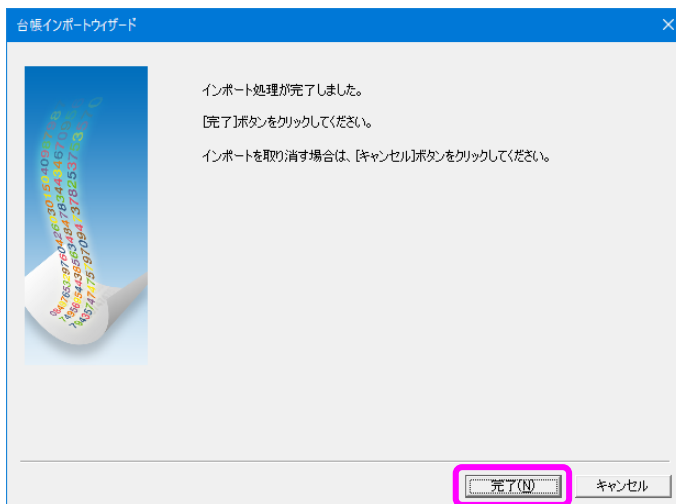 台帳インポートウィザード
インポート処理が完了しました。
[完了]ボタンをクリックしてください。
インポートを取り消す場合は、[キャンセル]ボタンをクリックしてください。
完了(N)
キャンセル